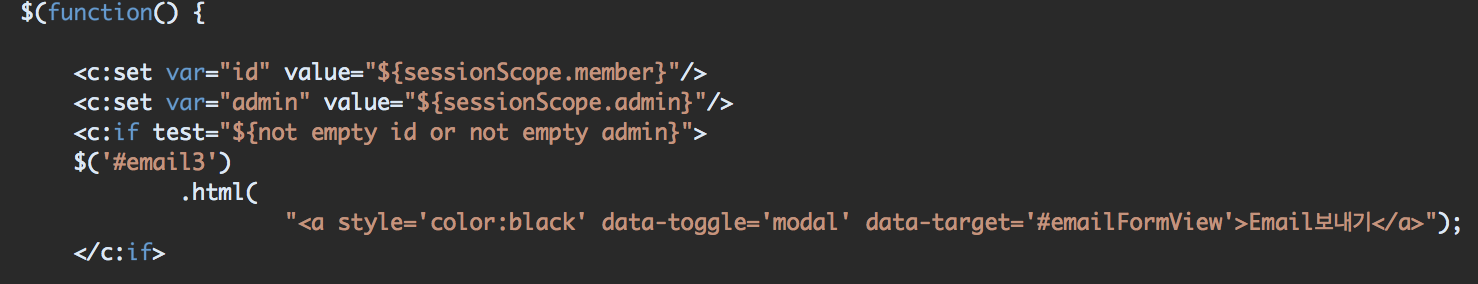 $(function() {
<c:set var="id" value="${sessionScope.member}"/>
<c:set var="admin" value="${sessionScope.admin}"/>
<c:if test="${not empty id or not empty admin}">
$('#email3')
.html(
"<a style='color:black' data-toggle='modal' data-target='#emailFormView'>Email보내기</a>");
</c:if>